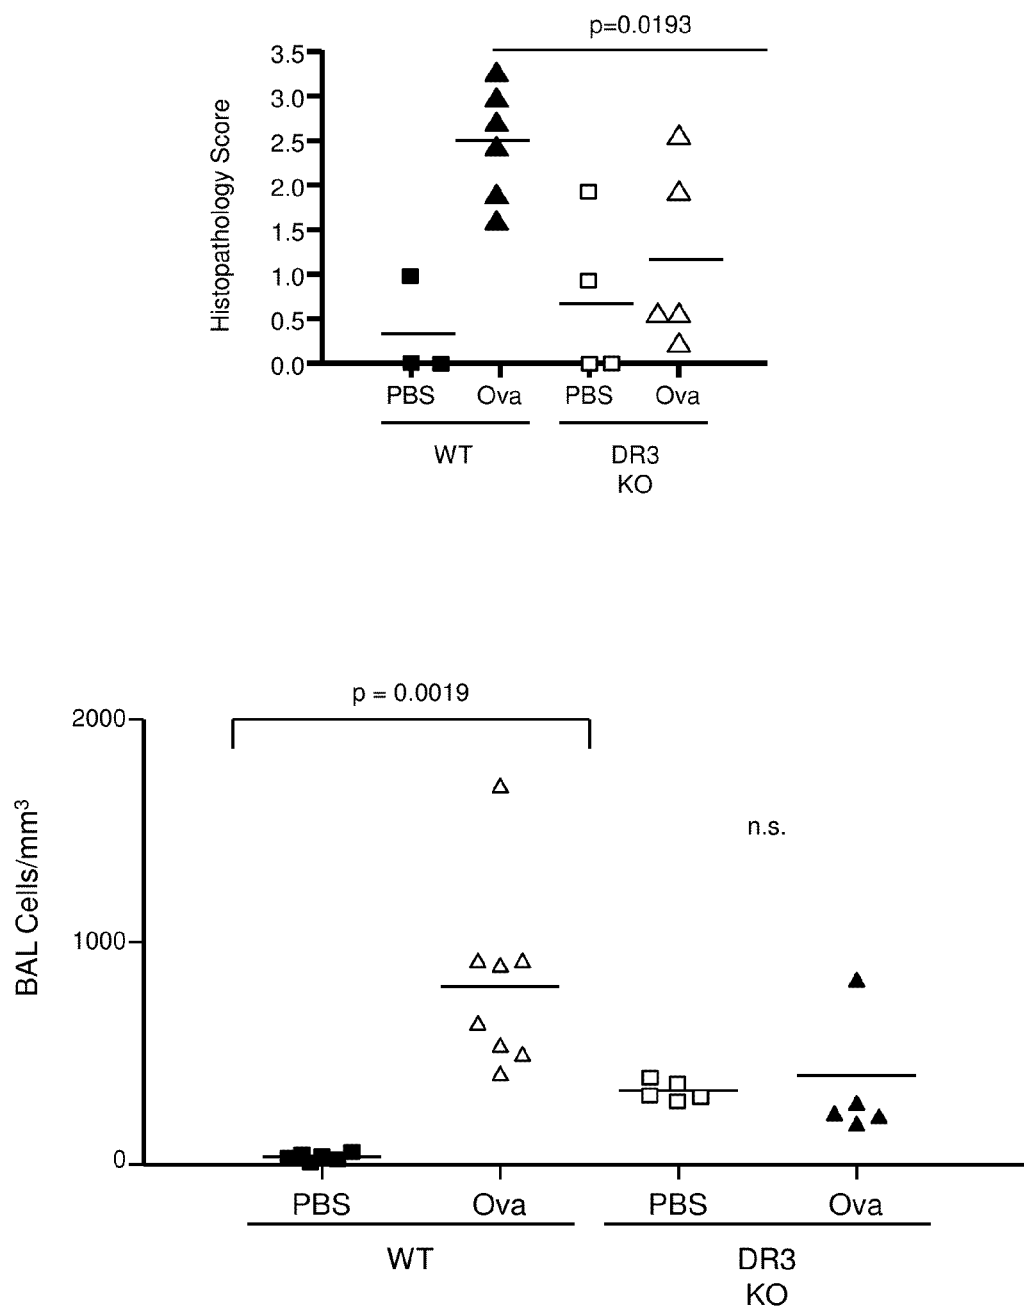 p=0.0193
3.5
3.0
2.5
2.0
1.5
1.0
0.5
0.0
Histopathology Score
PBS Ova PBS Ova
WT DR3
KO
p = 0.0019
2000
n.s.
1000
0
BAL Cells/mm³
PBS Ova PBS Ova
WT DR3
KO